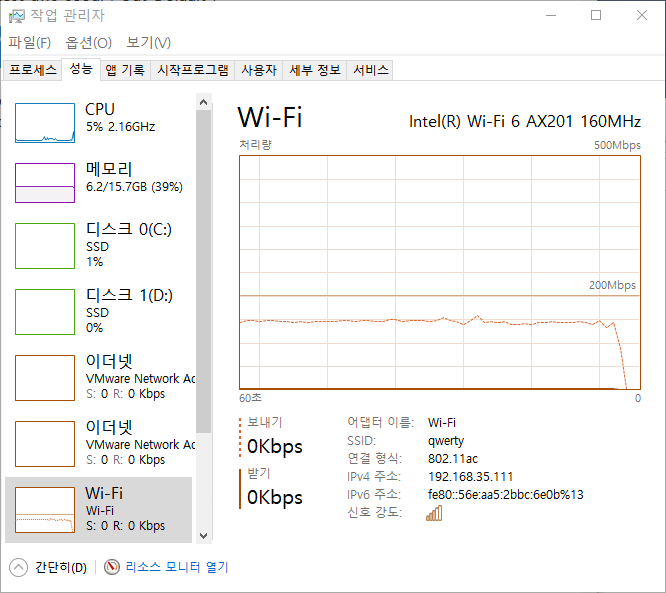 작업 관리자
파일(F) 옵션(O) 보기(V)
프로세스 성능 앱 기록 시작프로그램 사용자 세부 정보 서비스
CPU
5% 2.16GHz
메모리
6.2/15.7GB (39%)
디스크 0(C:)
SSD
1%
디스크 1(D:)
SSD
0%
이더넷
VMware Network Ac
S: 0 R: 0 Kbps
이더넷
VMware Network Ac
S: 0 R: 0 Kbps
Wi-Fi
Wi-Fi
S: 0 R: 0 Kbps
Wi-Fi
Intel(R) Wi-Fi 6 AX201 160MHz
처리량 500Mbps
200Mbps
60초 0
보내기
0Kbps
받기
0Kbps
어댑터 이름: Wi-Fi
SSID: qwerty
연결 형식: 802.11ac
IPv4 주소: 192.168.35.111
IPv6 주소: fe80::56e:aa5:2bbc:6e0b%13
신호 강도:
간단히(D) 리소스 모니터 열기